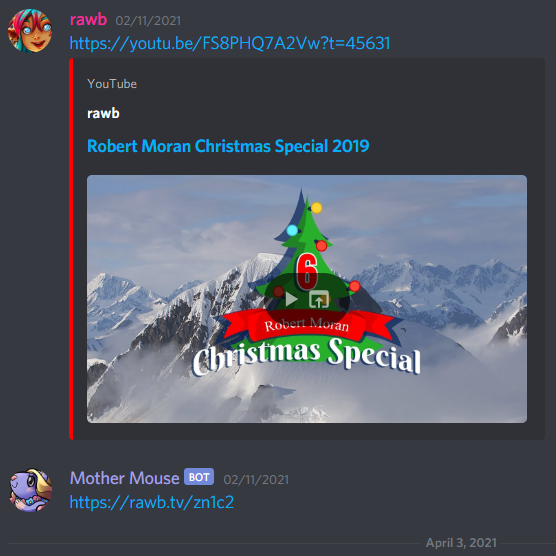 rawb 02/11/2021
https://youtu.be/FS8PHQ7A2Vw?t=45631
YouTube
rawb
Robert Moran Christmas Special 2019
6
Robert Moran
Christmas Special
Mother Mouse BOT 02/11/2021
https://rawb.tv/zn1c2
April 3, 2021